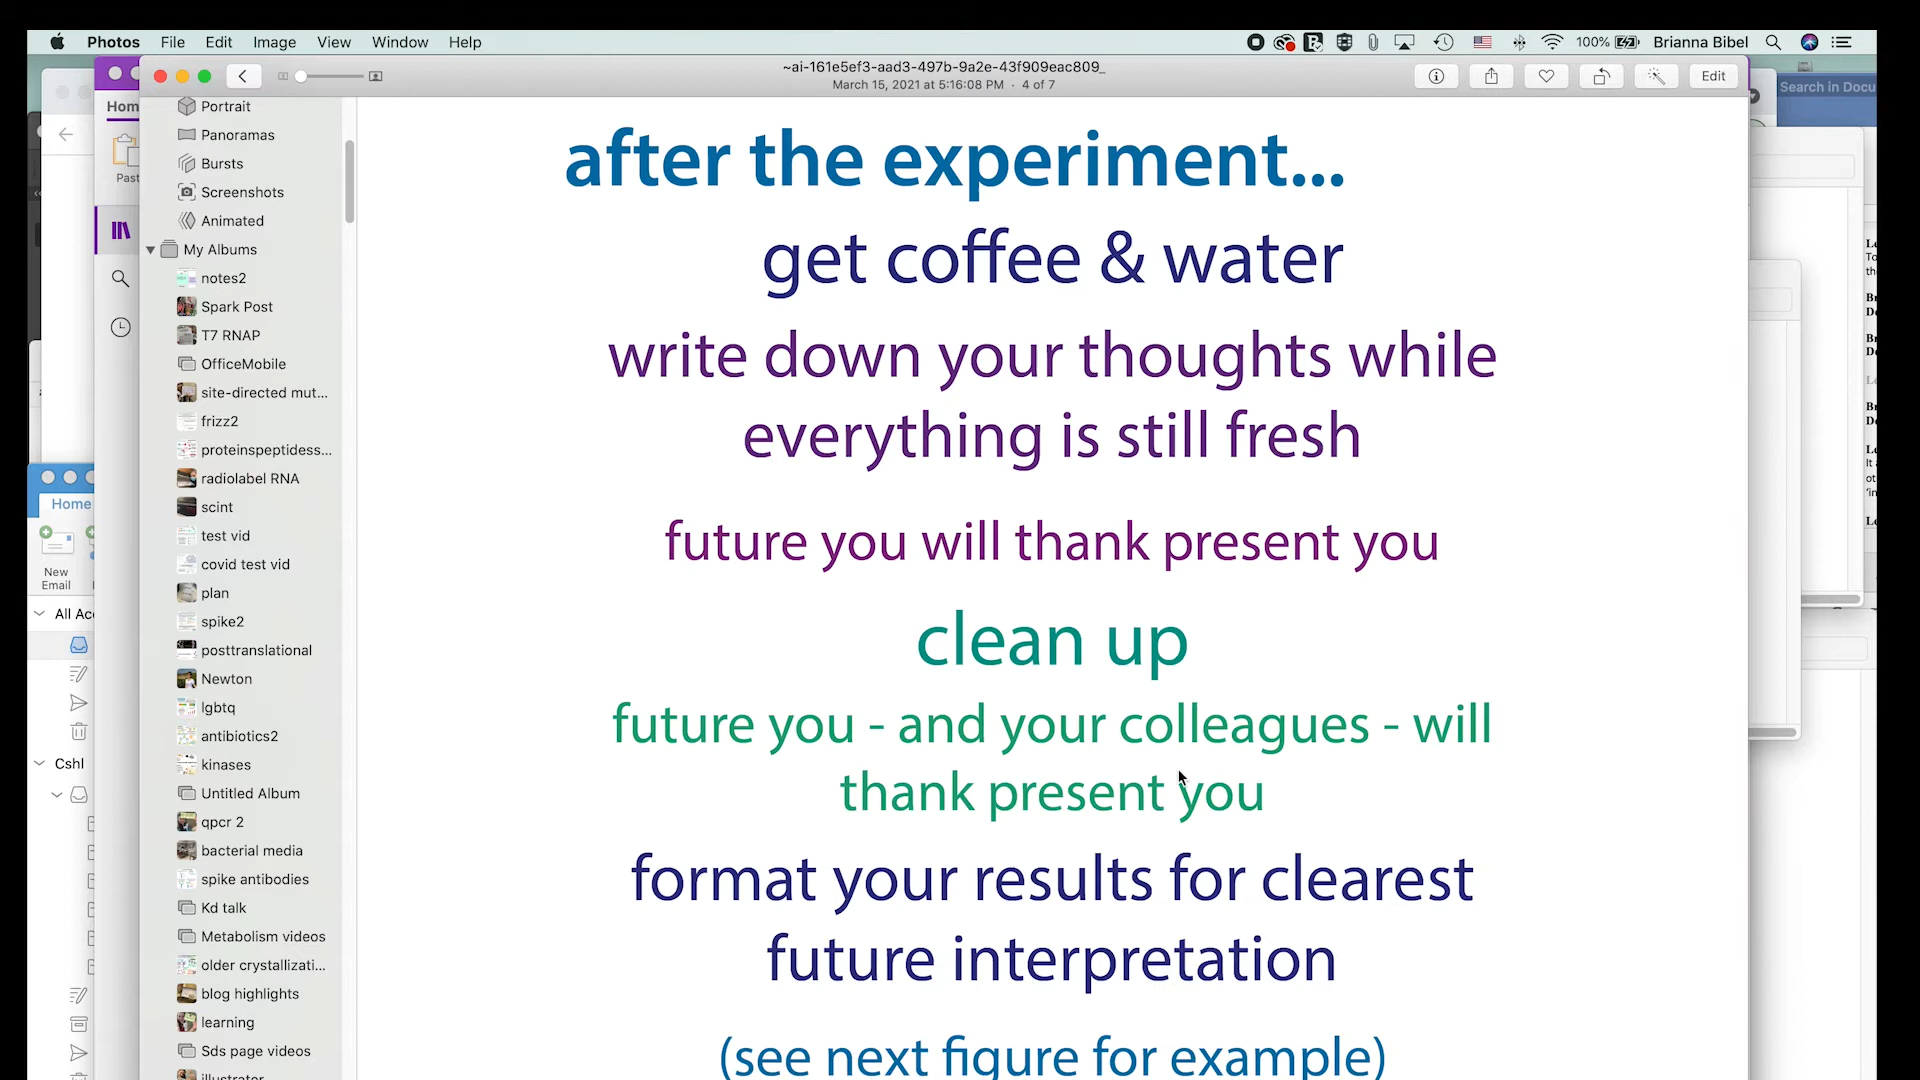 Photos File Edit Image View Window Help
100% Brianna Bibel
~ai-161e5ef3-aad3-497b-9a2e-43f909eac809_
March 15, 2021 at 5:16:08 PM · 4 of 7
Edit
Search in Docu
Hom
Past
Portrait
Panoramas
Bursts
Screenshots
Animated
My Albums
notes2
Spark Post
T7 RNAP
OfficeMobile
site-directed mut...
frizz2
proteinspeptidess...
radiolabel RNA
scint
test vid
covid test vid
plan
spike2
posttranslational
Newton
lgbtq
antibiotics2
kinases
Untitled Album
qpcr 2
bacterial media
spike antibodies
Kd talk
Metabolism videos
older crystallizati...
blog highlights
learning
Sds page videos
illustrator
Home
New
Email
All Acc
Cshl
after the experiment...
get coffee & water
write down your thoughts while
everything is still fresh
future you will thank present you
clean up
future you - and your colleagues - will
thank present you
format your results for clearest
future interpretation
(see next figure for example)